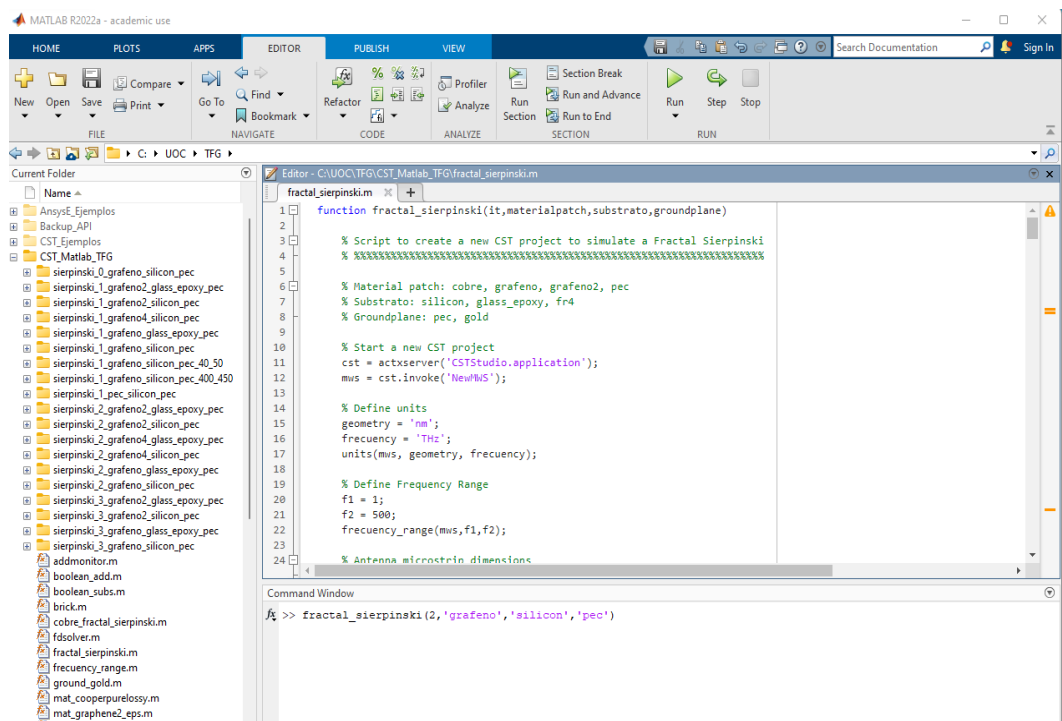 MATLAB R2022a - academic use
HOME PLOTS APPS EDITOR PUBLISH VIEW Search Documentation Sign In
New Open Save Compare Print Go To Find Bookmark Refactor Profiler Analyze Run Section Section Break Run and Advance Run to End Run Step Stop
FILE NAVIGATE CODE ANALYZE SECTION RUN
C: UOC TFG
Current Folder
Name
AnsysE_Ejemplos
Backup_API
CST_Ejemplos
CST_Matlab_TFG
sierpinski_0_grafeno_silicon_pec
sierpinski_1_grafeno2_glass_epoxy_pec
sierpinski_1_grafeno2_silicon_pec
sierpinski_1_grafeno4_silicon_pec
sierpinski_1_grafeno_glass_epoxy_pec
sierpinski_1_grafeno_silicon_pec
sierpinski_1_grafeno_silicon_pec_40_50
sierpinski_1_grafeno_silicon_pec_400_450
sierpinski_1_pec_silicon_pec
sierpinski_2_grafeno2_glass_epoxy_pec
sierpinski_2_grafeno2_silicon_pec
sierpinski_2_grafeno4_glass_epoxy_pec
sierpinski_2_grafeno4_silicon_pec
sierpinski_2_grafeno_glass_epoxy_pec
sierpinski_2_grafeno_silicon_pec
sierpinski_3_grafeno2_glass_epoxy_pec
sierpinski_3_grafeno2_silicon_pec
sierpinski_3_grafeno_glass_epoxy_pec
sierpinski_3_grafeno_silicon_pec
addmonitor.m
boolean_add.m
boolean_subs.m
brick.m
cobre_fractal_sierpinski.m
fdsolver.m
fractal_sierpinski.m
frecuency_range.m
ground_gold.m
mat_cooperpurelossy.m
mat_graphene2_eps.m
Editor - C:\UOC\TFG\CST_Matlab_TFG\fractal_sierpinski.m
fractal_sierpinski.m
1 function fractal_sierpinski(it,materialpatch,substrato,groundplane)
2
3 % Script to create a new CST project to simulate a Fractal Sierpinski
4 % %%%%%%%%%%%%%%%%%%%%%%%%%%%%%%%%%%%%%%%%%%%%%%%%%%%%%%%%%%%%%%%%%%
5
6 % Material patch: cobre, grafeno, grafeno2, pec
7 % Substrato: silicon, glass_epoxy, fr4
8 % Groundplane: pec, gold
9
10 % Start a new CST project
11 cst = actxserver('CSTStudio.application');
12 mws = cst.invoke('NewMWS');
13
14 % Define units
15 geometry = 'nm';
16 frecuency = 'THz';
17 units(mws, geometry, frecuency);
18
19 % Define Frequency Range
20 f1 = 1;
21 f2 = 500;
22 frecuency_range(mws,f1,f2);
23
24 % Antenna microstrip dimensions
Command Window
fx >> fractal_sierpinski(2,'grafeno','silicon','pec')